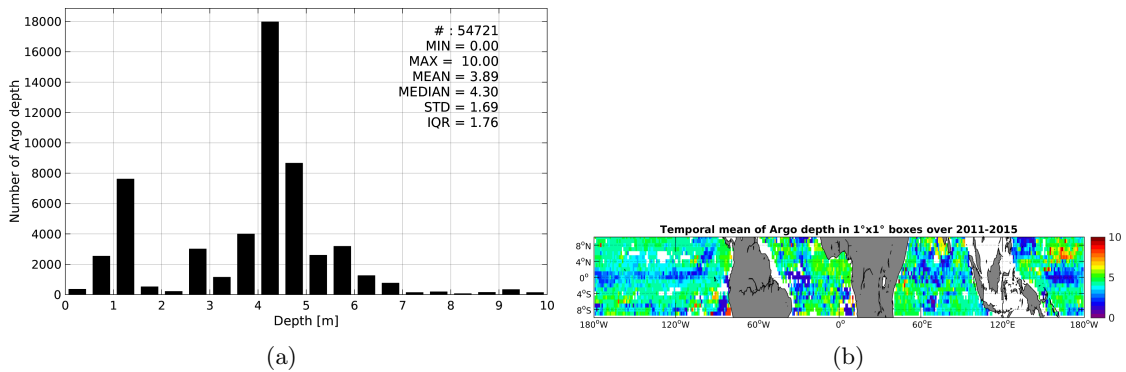 18000
16000
14000
12000
10000
8000
6000
4000
2000
0
Number of Argo depth
# : 54721
MIN = 0.00
MAX = 10.00
MEAN = 3.89
MEDIAN = 4.30
STD = 1.69
IQR = 1.76
0 1 2 3 4 5 6 7 8 9 10
Depth [m]
(a)
Temporal mean of Argo depth in 1°x1° boxes over 2011-2015
8°N
4°N
0°
4°S
8°S
180°W 120°W 60°W 0° 60°E 120°E 180°W
10
5
0
(b)